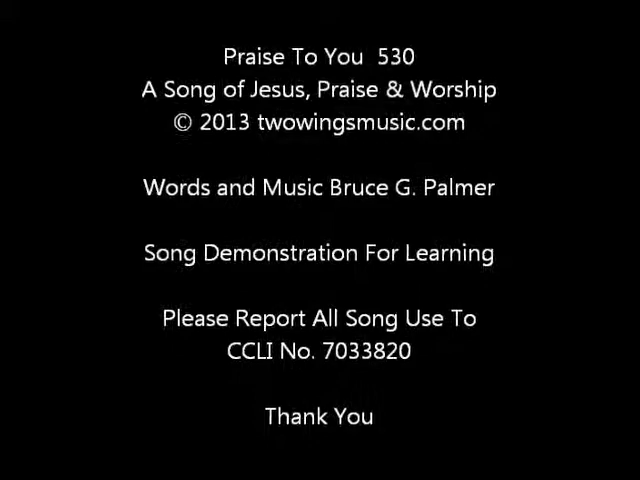 Praise To You  530
A Song of Jesus, Praise & Worship
© 2013 twowingsmusic.com
Words and Music Bruce G. Palmer
Song Demonstration For Learning
Please Report All Song Use To
CCLI No. 7033820
Thank You